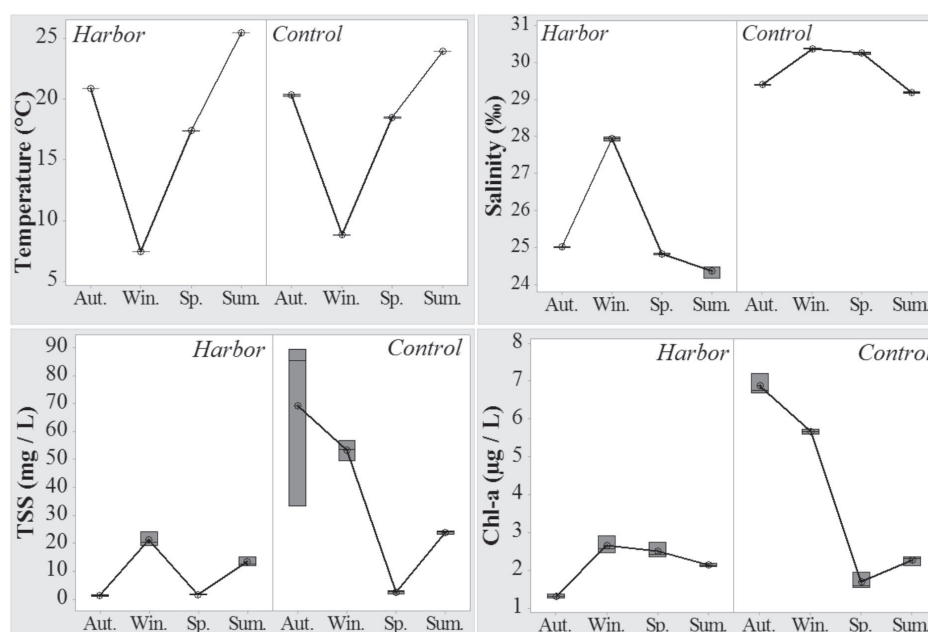 Harbor
Control
Temperature (°C)
25
20
15
10
5
Aut. Win. Sp. Sum. Aut. Win. Sp. Sum.
Harbor
Control
Salinity (‰)
31
30
29
28
27
26
25
24
Aut. Win. Sp. Sum. Aut. Win. Sp. Sum.
Harbor
Control
TSS (mg / L)
90
80
70
60
50
40
30
20
10
0
Aut. Win. Sp. Sum. Aut. Win. Sp. Sum.
Harbor
Control
Chl-a (µg / L)
8
7
6
5
4
3
2
1
Aut. Win. Sp. Sum. Aut. Win. Sp. Sum.